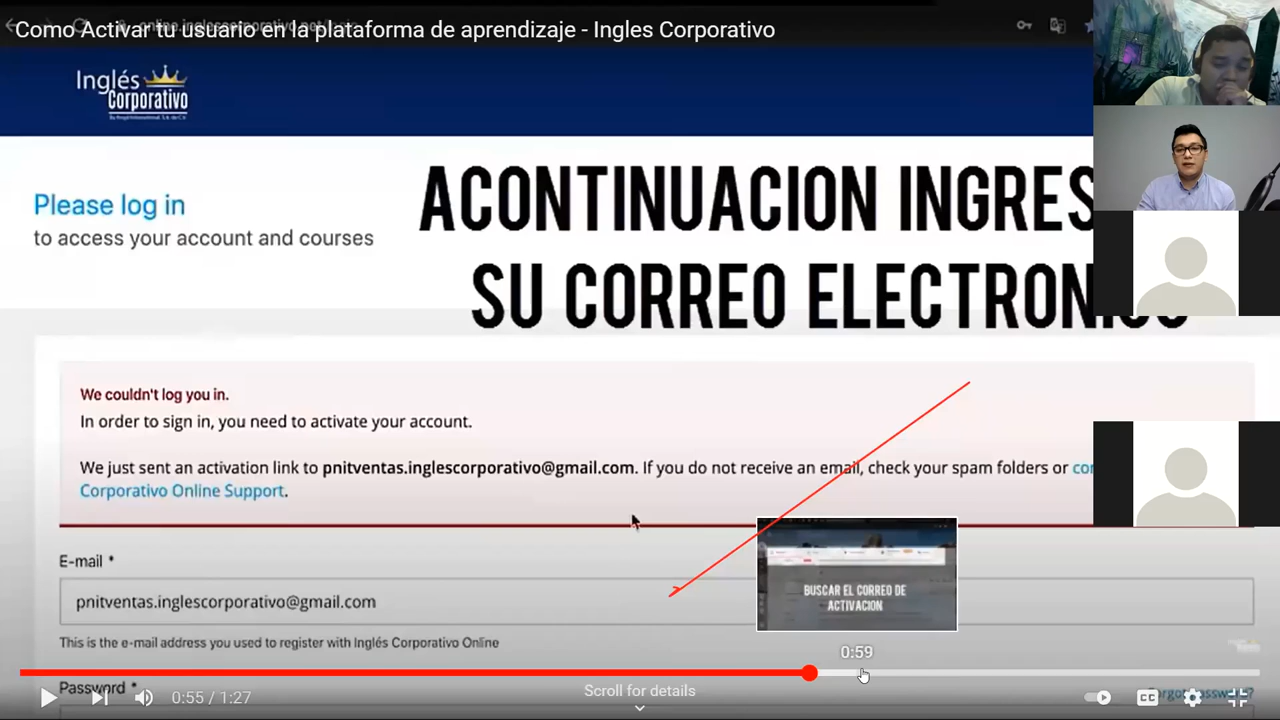 Como Activar tu usuario en la plataforma de aprendizaje - Ingles Corporativo
Inglés
Corporativo
Please log in
to access your account and courses
ACONTINUACION INGRES
SU CORREO ELECTRONICO
We couldn't log you in.
In order to sign in, you need to activate your account.
We just sent an activation link to pnitventas.inglescorporativo@gmail.com. If you do not receive an email, check your spam folders or
Corporativo Online Support.
E-mail *
pnitventas.inglescorporativo@gmail.com
This is the e-mail address you used to register with Inglés Corporativo Online
BUSCAR EL CORREO DE
ACTIVACION
0:59
Password *
0:55 / 1:27
Scroll for details
CC